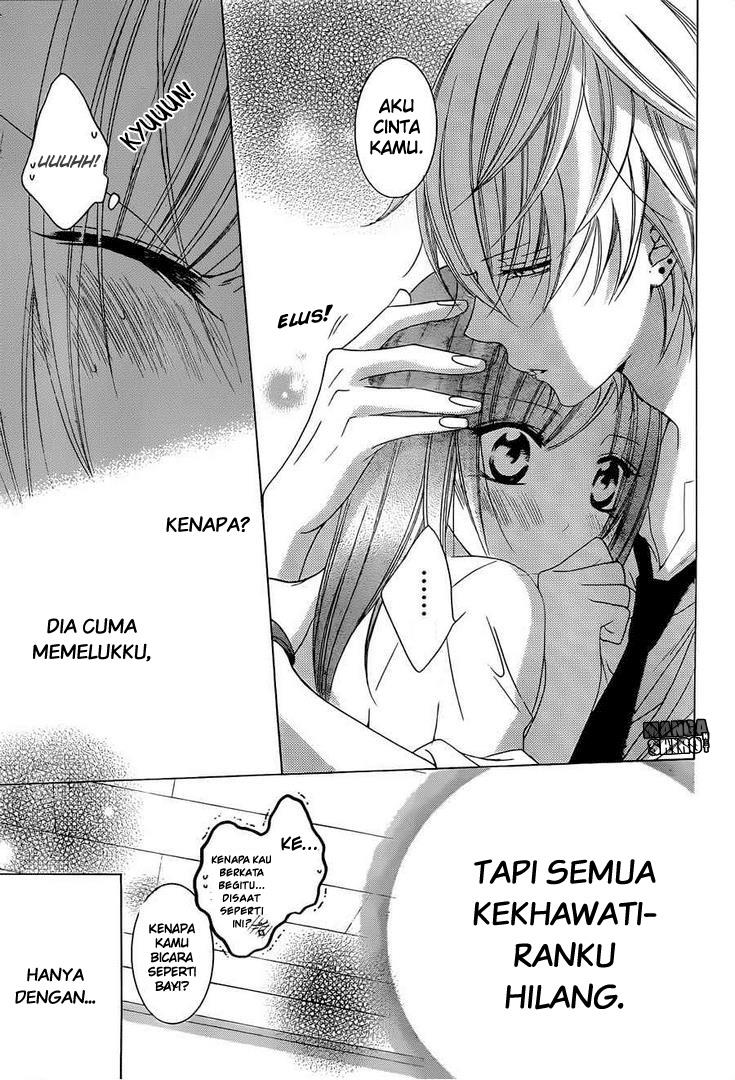 AKU
CINTA
KAMU.
ELUS!
.......
KYUUUN!
UUUHH!
KENAPA?
DIA CUMA
MEMELUKKU,
TAPI SEMUA
KEKHAWATI-
RANKU
HILANG.
KE...
KENAPA KAU
BERKATA
BEGITU...
DISAAT
SEPERTI
INI?
KENAPA
KAMU
BICARA
SEPERTI
BAYI?
HANYA
DENGAN...